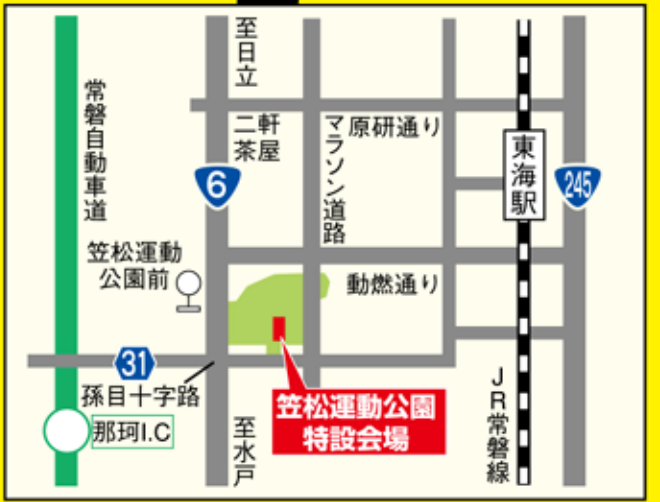 至日立
常磐自動車道
二軒
茶屋
マラソン道路
原研通り
東海駅
6
245
笠松運動
公園前
動燃通り
31
孫目十字路
那珂I.C
至水戸
笠松運動公園
特設会場
JR常磐線